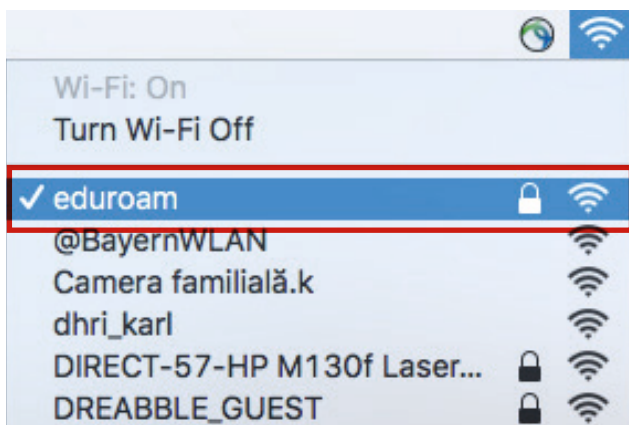 Wi-Fi: On
Turn Wi-Fi Off
✓ eduroam
@BayernWLAN
Camera familială.k
dhri_karl
DIRECT-57-HP M130f Laser...
DREABBLE_GUEST